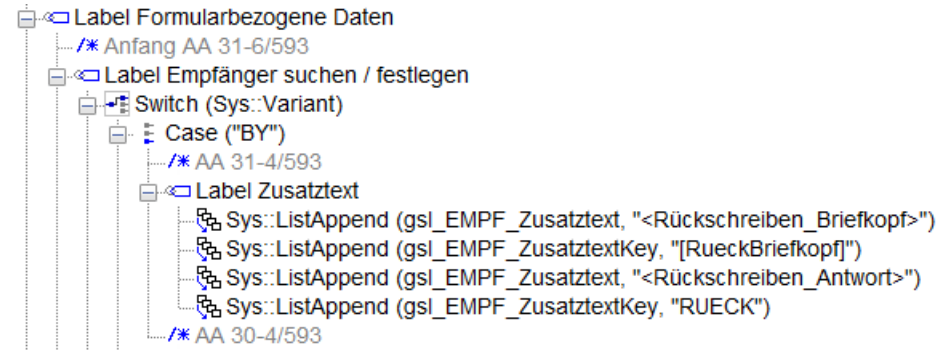 Label Formularbezogene Daten
/* Anfang AA 31-6/593
Label Empfänger suchen / festlegen
Switch (Sys::Variant)
Case ("BY")
/* AA 31-4/593
Label Zusatztext
Sys::ListAppend (gsl_EMPF_Zusatztext, "<Rückschreiben_Briefkopf>")
Sys::ListAppend (gsl_EMPF_ZusatztextKey, "[RueckBriefkopf]")
Sys::ListAppend (gsl_EMPF_Zusatztext, "<Rückschreiben_Antwort>")
Sys::ListAppend (gsl_EMPF_ZusatztextKey, "RUECK")
/* AA 30-4/593